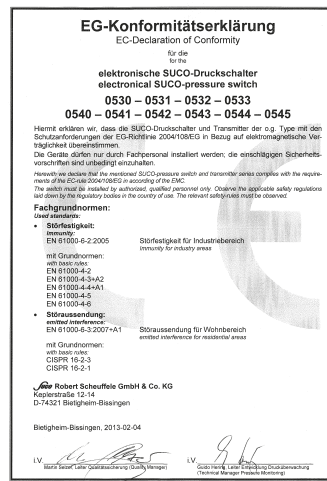 EG-Konformitätserklärung
EC-Declaration of Conformity
für die
for the
elektronische SUCO-Druckschalter
electronical SUCO-pressure switch
0530 – 0531 – 0532 – 0533
0540 – 0541 – 0542 – 0543 – 0544 – 0545
Hiermit erklären wir, dass die SUCO-Druckschalter und Transmitter der o.g. Type mit den
Schutzanforderungen der EG-Richtlinie 2004/108/EG in Bezug auf elektromagnetische Ver-
träglichkeit übereinstimmen.
Die Geräte dürfen nur durch Fachpersonal installiert werden; die einschlägigen Sicherheits-
vorschriften sind unbedingt einzuhalten.
Herewith we declare that the mentioned SUCO-pressure switch and transmitter series complies with the require-
ments of the EC-rule 2004/108/EG in according of the EMC.
The switch must be installed by authorized, qualified personnel only. Observe the applicable safety regulations
laid down by the regulatory bodies in the country of use. The relevant safety-rules must be observed.
Fachgrundnormen:
Used standards:
• Störfestigkeit:
Immunity:
EN 61000-6-2:2005 Störfestigkeit für Industriebereich
Immunity for industry areas
mit Grundnormen:
with basic rules:
EN 61000-4-2
EN 61000-4-3+A2
EN 61000-4-4+A1
EN 61000-4-5
EN 61000-4-6
• Störaussendung:
emitted interference:
EN 61000-6-3:2007+A1 Störaussendung für Wohnbereich
emitted interference for residential areas
mit Grundnormen:
with basic rules:
CISPR 16-2-3
CISPR 16-2-1
Suco Robert Scheuffele GmbH & Co. KG
Keplerstraße 12-14
D-74321 Bietigheim-Bissingen
Bietigheim-Bissingen, 2013-02-04
i.V. i.V.
Martin Seizer, Leiter Qualitätssicherung (Quality Manager) Guido Hering, Leiter Entwicklung Drucküberwachung
(Technical Manager Pressure Monitoring)